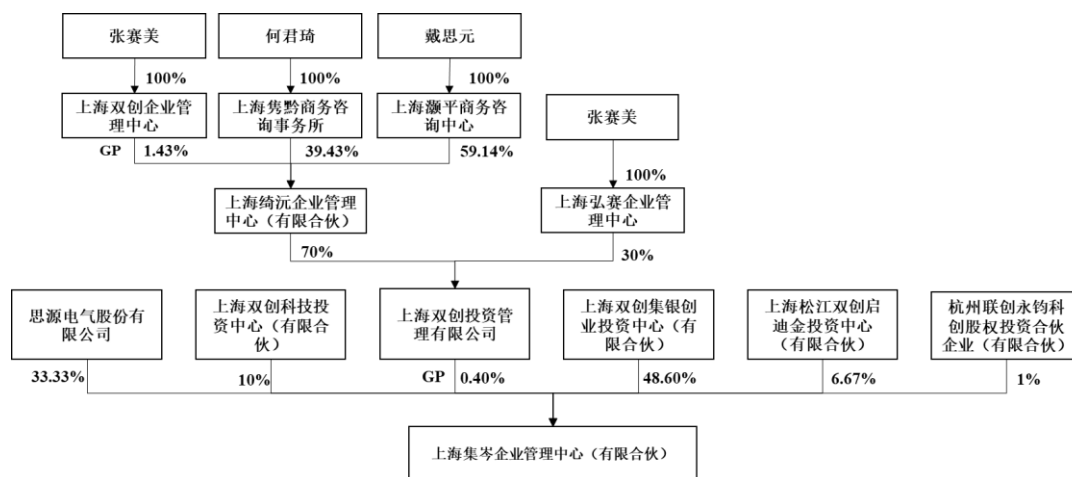 张赛美
何君琦
戴思元
100%
100%
100%
上海双创企业管
理中心
上海隽黔商务咨
询事务所
上海灏平商务咨
询中心
张赛美
GP
1.43%
39.43%
59.14%
100%
上海绮沅企业管理
中心（有限合伙）
上海弘赛企业管
理中心
70%
30%
思源电气股份有
限公司
上海双创科技投
资中心（有限合
伙）
上海双创投资管
理有限公司
上海双创集银创
业投资中心（有
限合伙）
上海松江双创启
迪金投资中心
（有限合伙）
杭州联创永钧科
创股权投资合伙
企业（有限合伙）
33.33%
10%
GP
0.40%
48.60%
6.67%
1%
上海集岑企业管理中心（有限合伙）